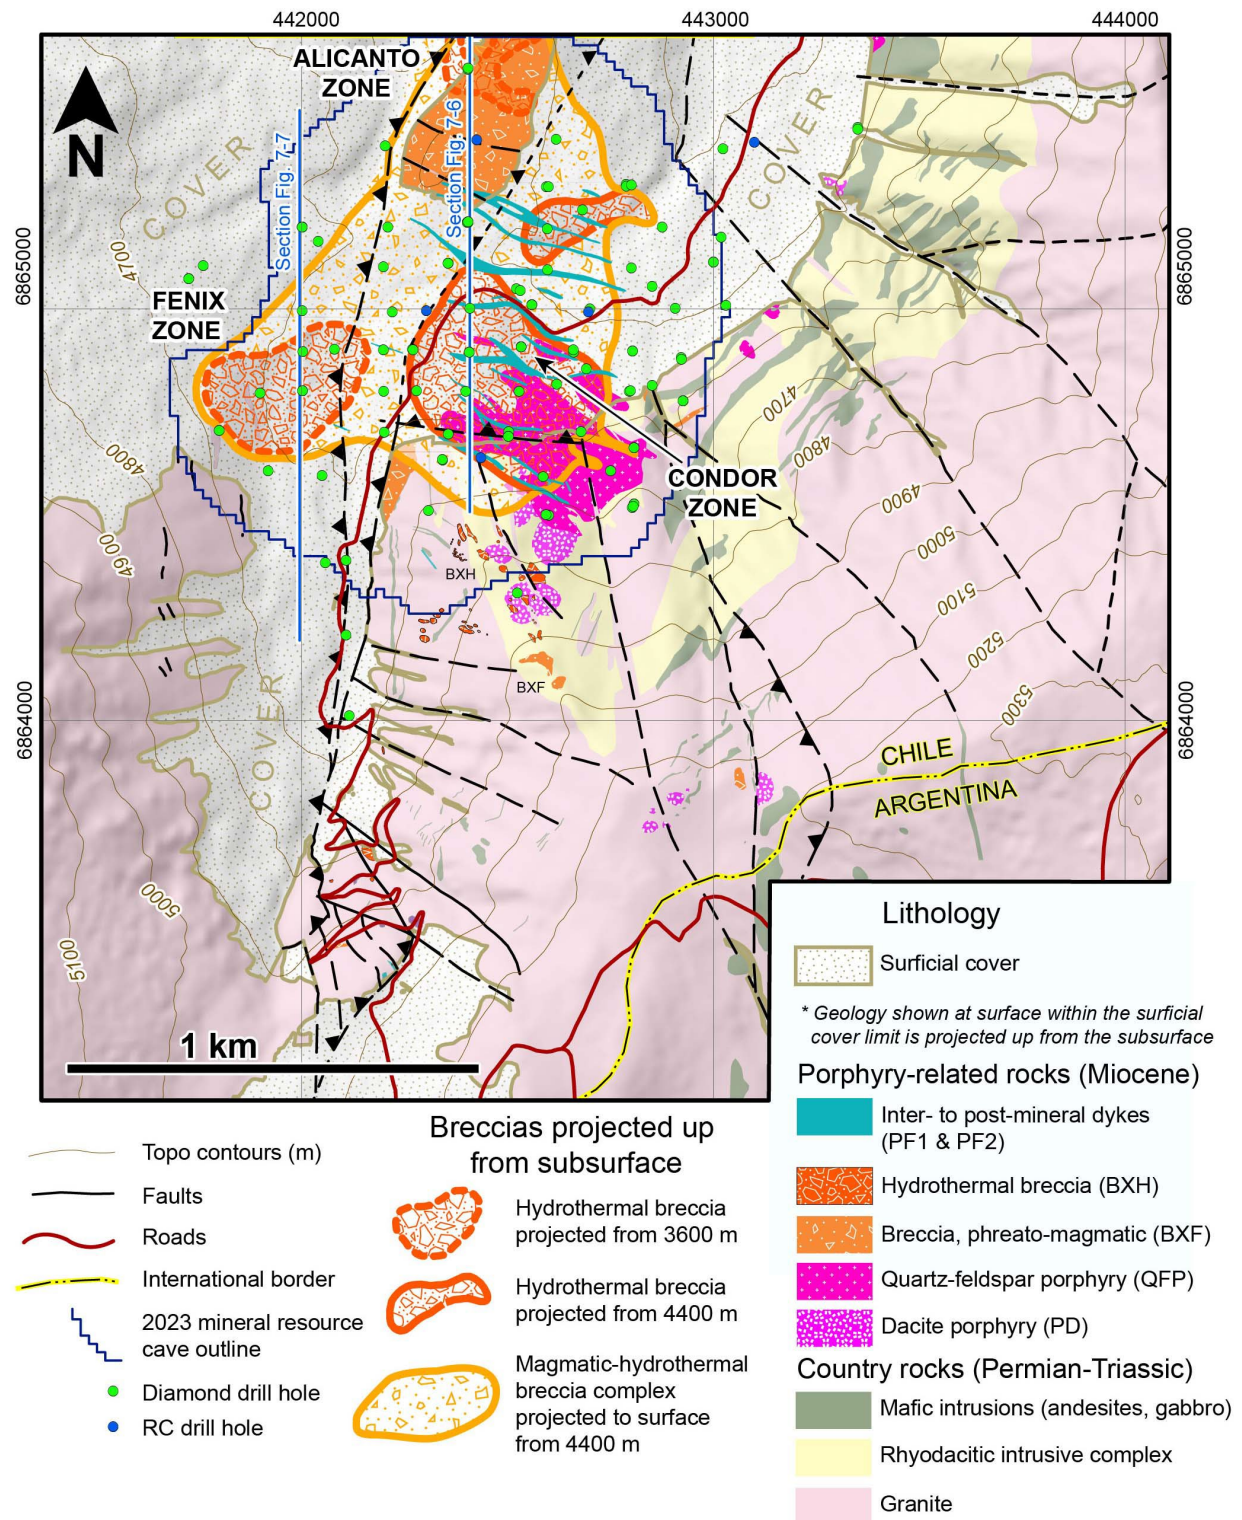 442000
443000
444000
ALICANTO
ZONE
N
COVER
COVER
Section Fig. 7-7
Section Fig. 7-6
6865000
6865000
4700
FENIX
ZONE
4700
4800
4800
4900
4900
CONDOR
ZONE
5000
BXH
5100
5200
BXF
5300
6864000
6864000
COVER
CHILE
ARGENTINA
5000
5100
1 km
Lithology
Surficial cover
* Geology shown at surface within the surficial
cover limit is projected up from the subsurface
Porphyry-related rocks (Miocene)
Inter- to post-mineral dykes
(PF1 & PF2)
Hydrothermal breccia (BXH)
Breccia, phreato-magmatic (BXF)
Quartz-feldspar porphyry (QFP)
Dacite porphyry (PD)
Country rocks (Permian-Triassic)
Mafic intrusions (andesites, gabbro)
Rhyodacitic intrusive complex
Granite
Topo contours (m)
Faults
Roads
International border
2023 mineral resource
cave outline
Diamond drill hole
RC drill hole
Breccias projected up
from subsurface
Hydrothermal breccia
projected from 3600 m
Hydrothermal breccia
projected from 4400 m
Magmatic-hydrothermal
breccia complex
projected to surface
from 4400 m